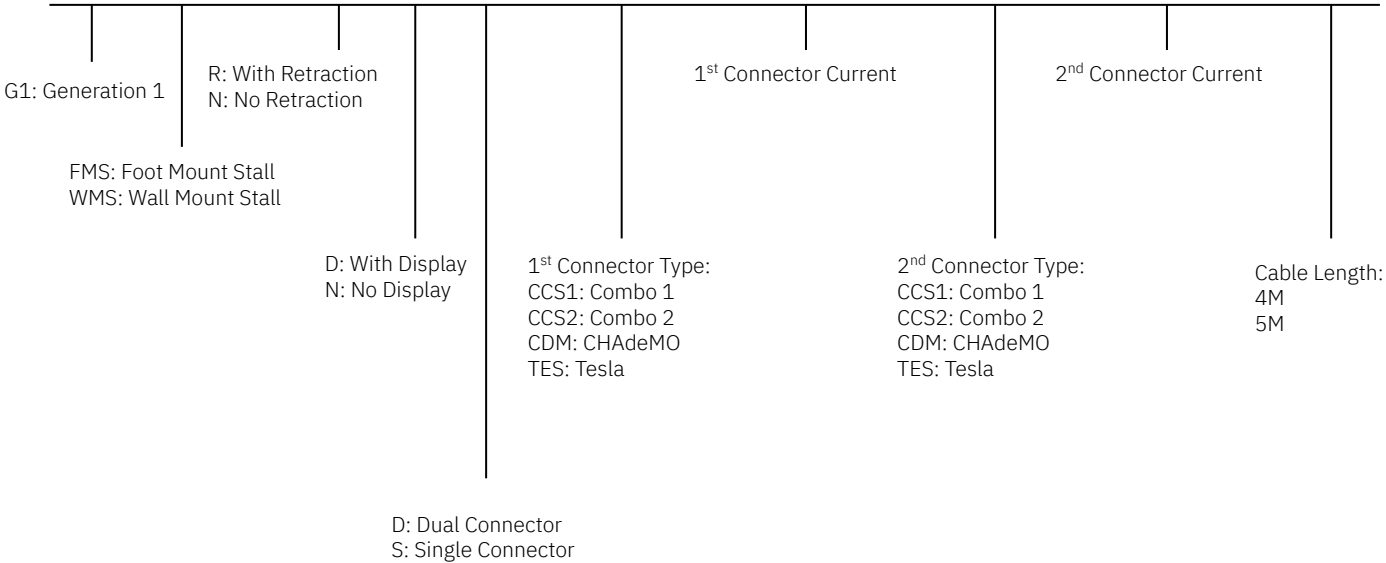 G1: Generation 1
R: With Retraction
N: No Retraction
1st Connector Current
2nd Connector Current
FMS: Foot Mount Stall
WMS: Wall Mount Stall
D: With Display
N: No Display
1st Connector Type:
CCS1: Combo 1
CCS2: Combo 2
CDM: CHAdeMO
TES: Tesla
2nd Connector Type:
CCS1: Combo 1
CCS2: Combo 2
CDM: CHAdeMO
TES: Tesla
Cable Length:
4M
5M
D: Dual Connector
S: Single Connector